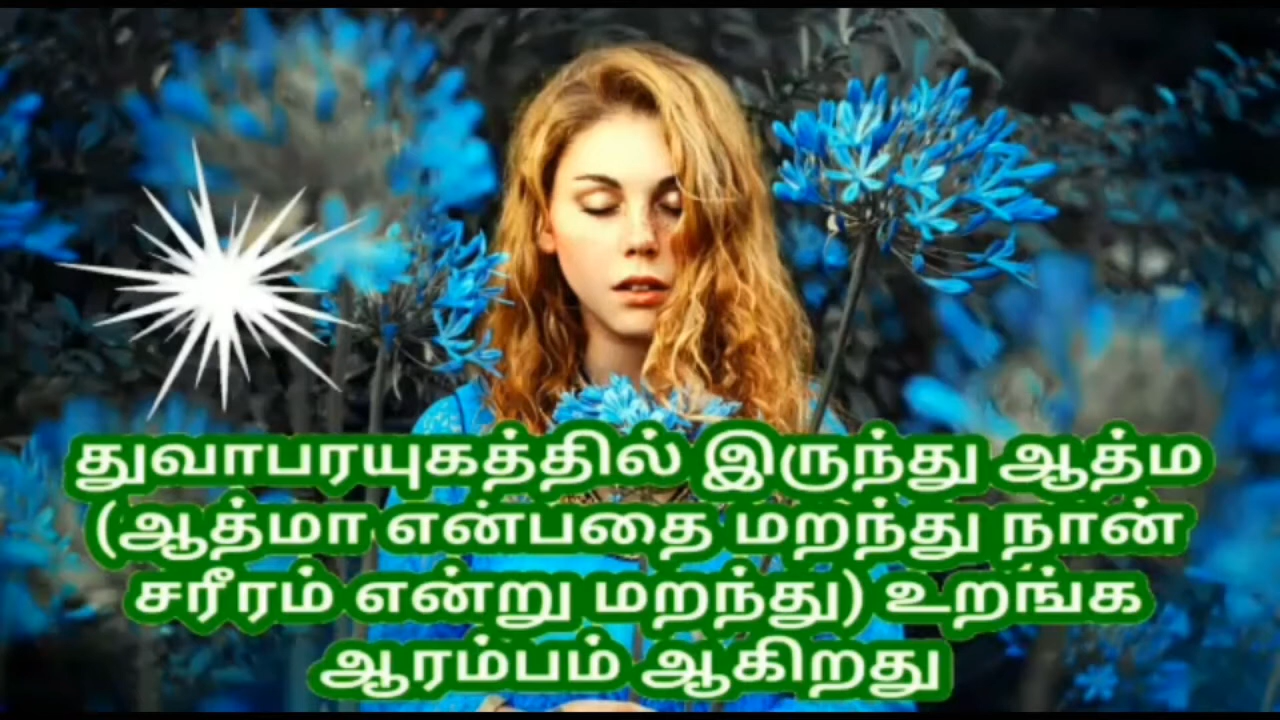 துவாபரயுகத்தில் இருந்து ஆத்ம
(ஆத்மா என்பதை மறந்து நான்
சரீரம் என்று மறந்து) உறங்க
ஆரம்பம் ஆகிறது